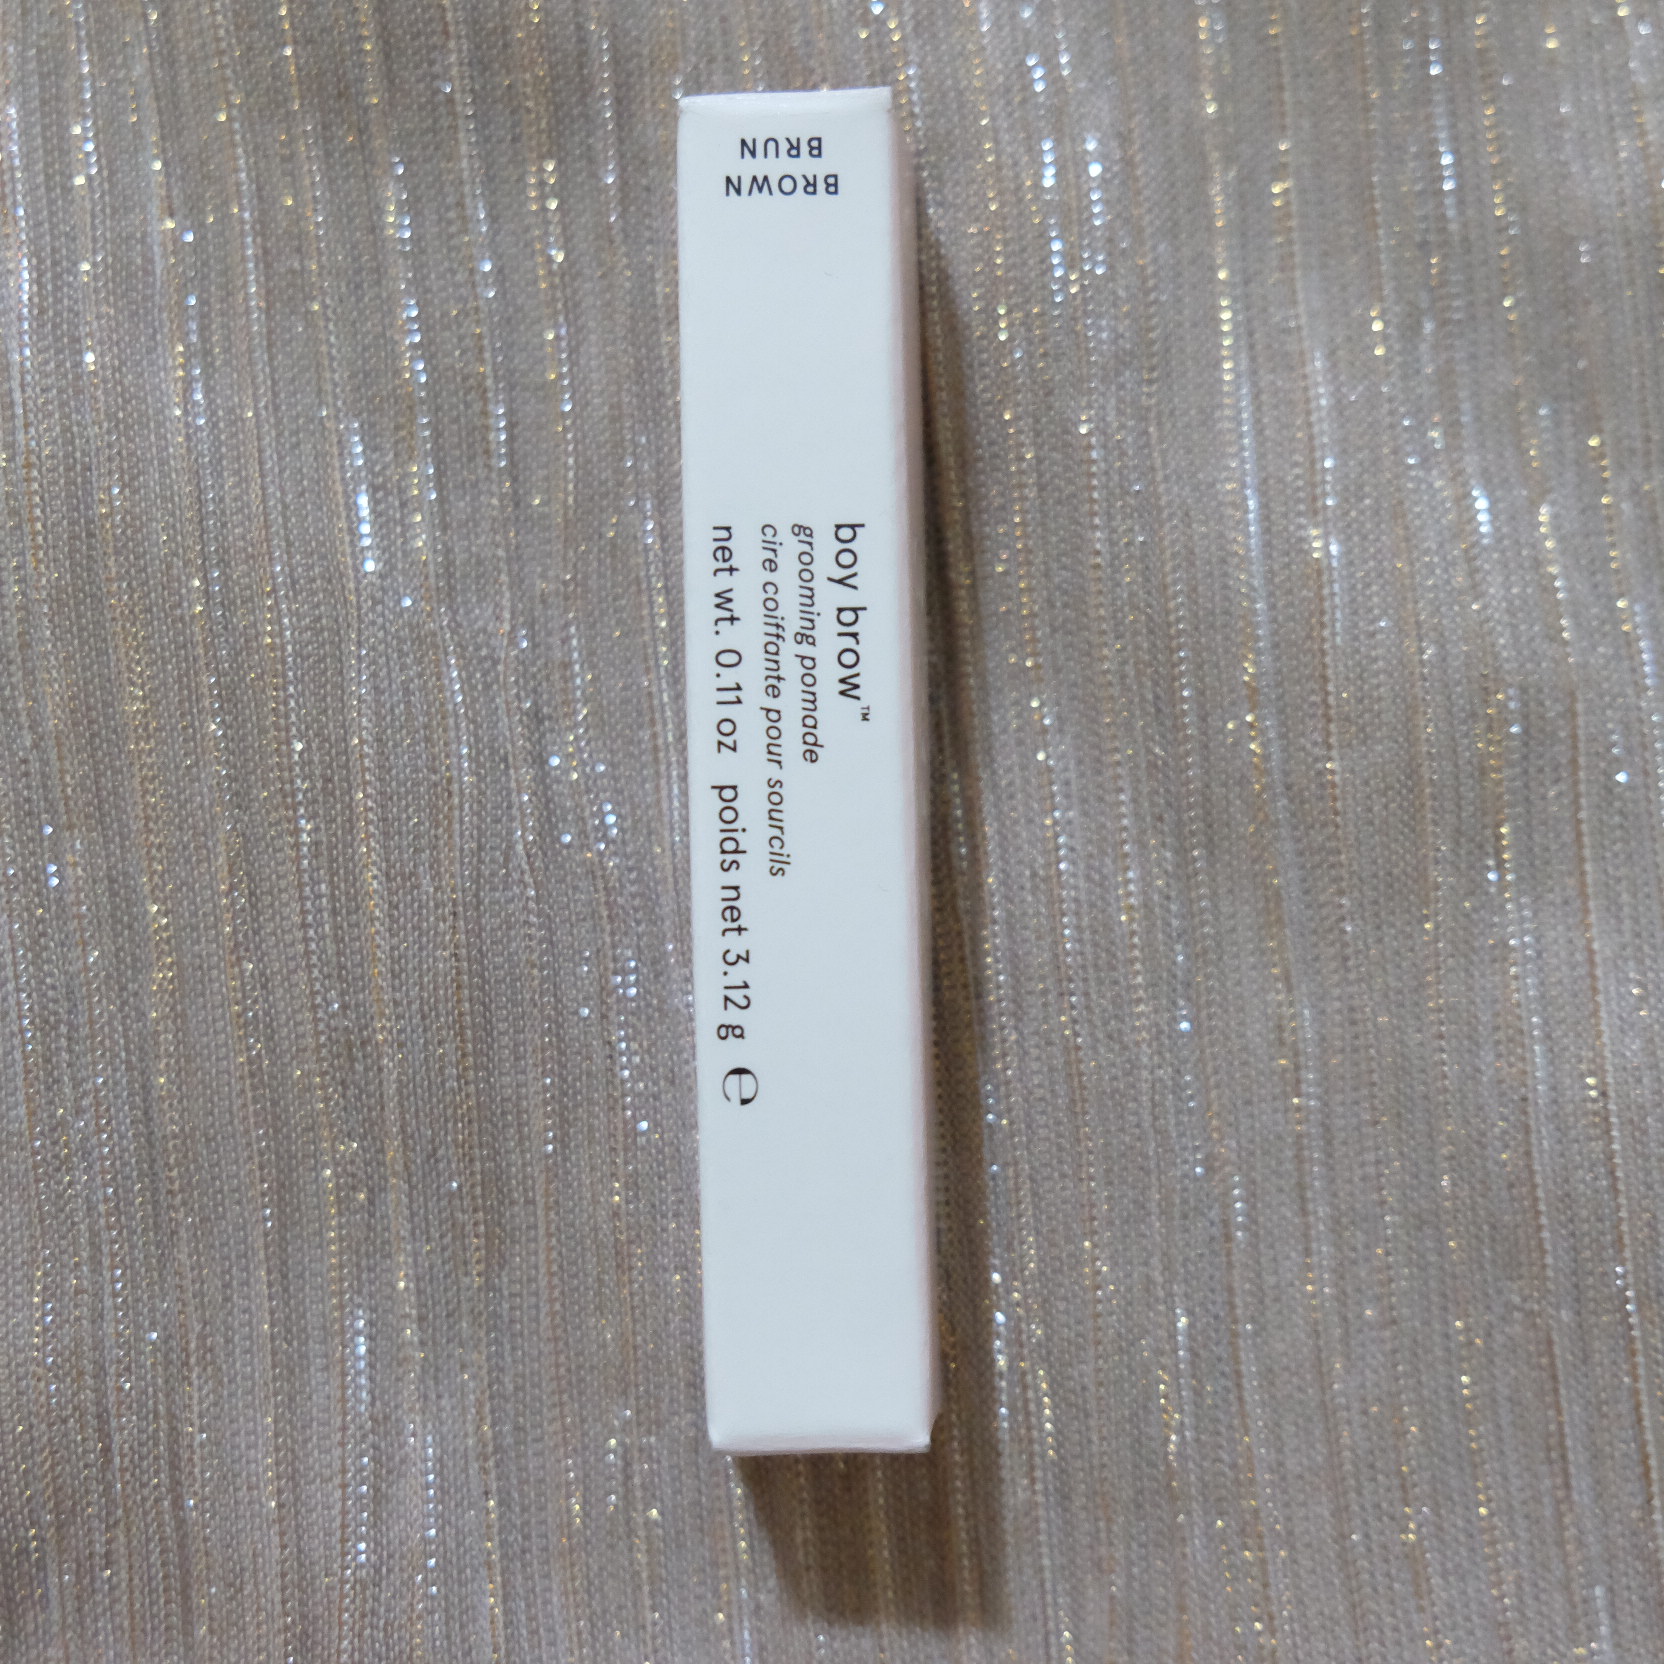 BROWN
BRUN
boy brow™
grooming pomade
cire coiffante pour sourcils
net wt. 0.11 oz poids net 3.12 g ℮